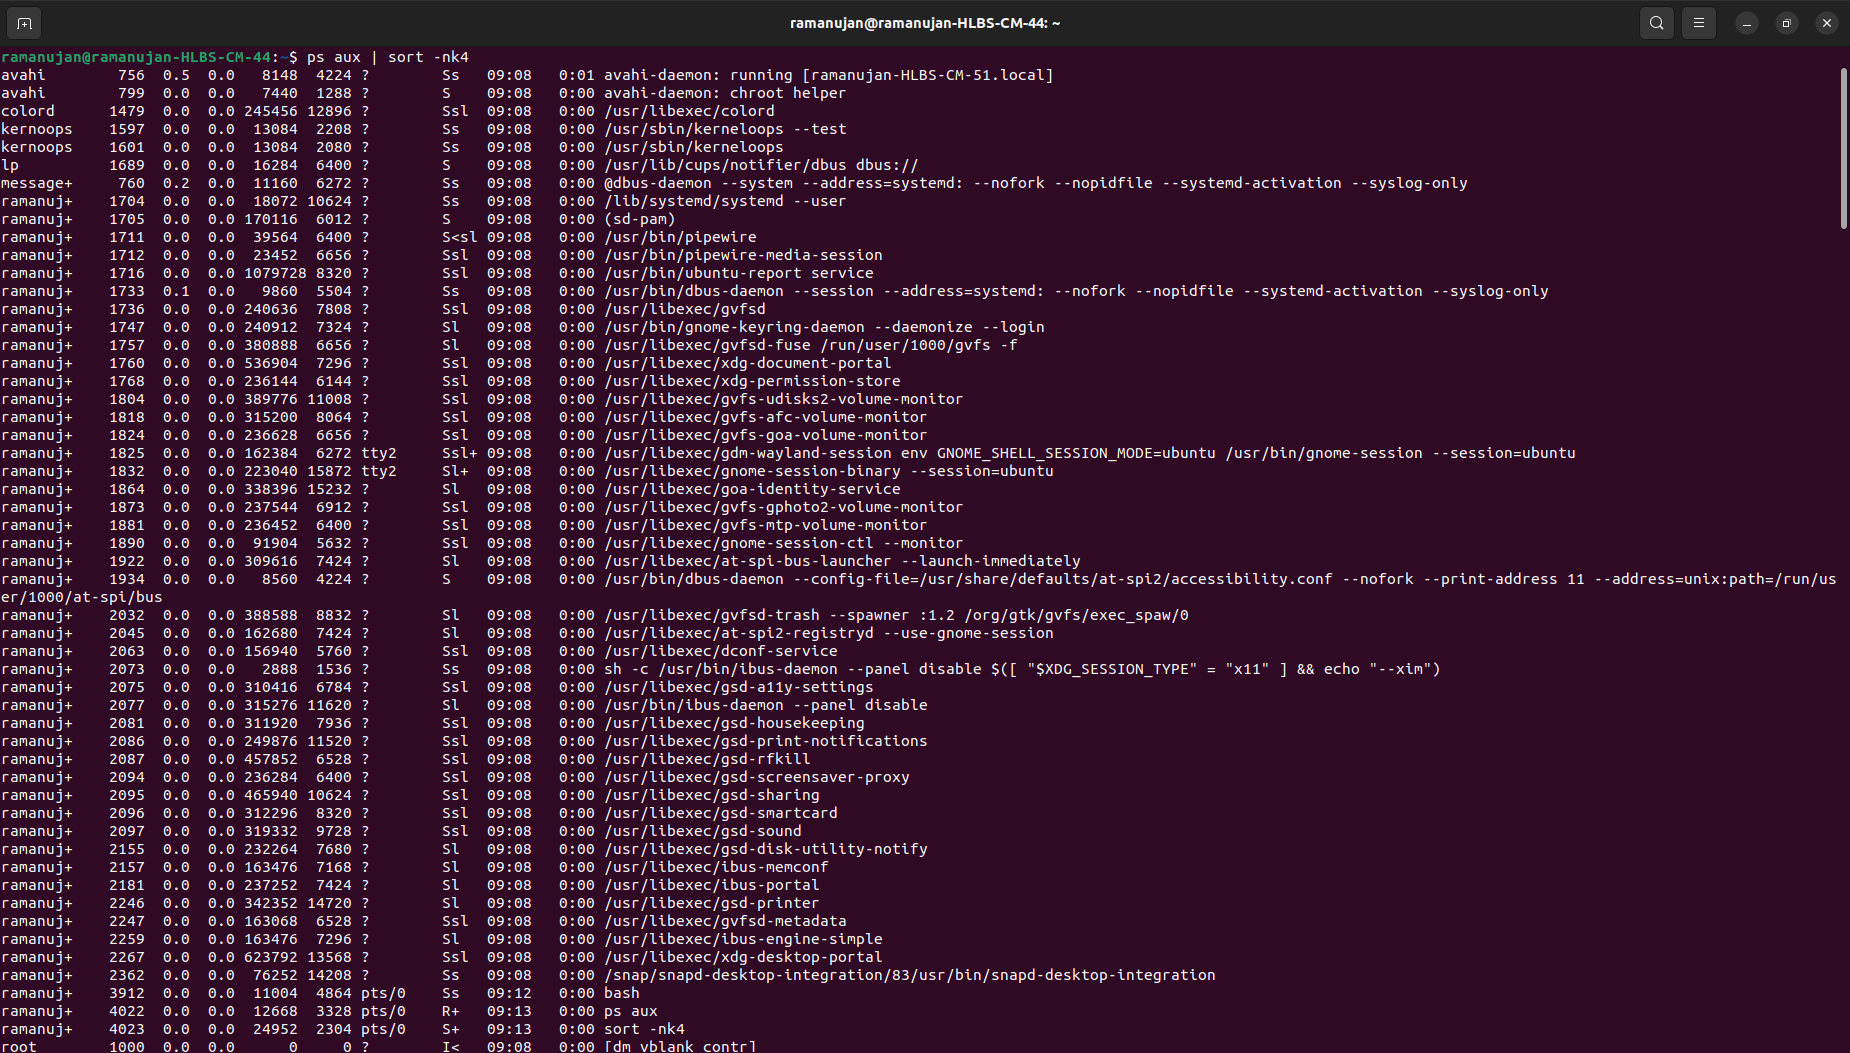 ramanujan@ramanujan-HLBS-CM-44: ~
ramanujan@ramanujan-HLBS-CM-44:~$ ps aux | sort -nk4
avahi 756 0.5 0.0 8148 4224 ? Ss 09:08 0:01 avahi-daemon: running [ramanujan-HLBS-CM-51.local]
avahi 799 0.0 0.0 7440 1288 ? S 09:08 0:00 avahi-daemon: chroot helper
colord 1479 0.0 0.0 245456 12896 ? Ssl 09:08 0:00 /usr/libexec/colord
kernoops 1597 0.0 0.0 13084 2208 ? Ss 09:08 0:00 /usr/sbin/kerneloops --test
kernoops 1601 0.0 0.0 13084 2080 ? Ss 09:08 0:00 /usr/sbin/kerneloops
lp 1689 0.0 0.0 16284 6400 ? S 09:08 0:00 /usr/lib/cups/notifier/dbus dbus://
message+ 760 0.2 0.0 11160 6272 ? Ss 09:08 0:00 @dbus-daemon --system --address=systemd: --nofork --nopidfile --systemd-activation --syslog-only
ramanuj+ 1704 0.0 0.0 18072 10624 ? Ss 09:08 0:00 /lib/systemd/systemd --user
ramanuj+ 1705 0.0 0.0 170116 6012 ? S 09:08 0:00 (sd-pam)
ramanuj+ 1711 0.0 0.0 39564 6400 ? S<sl 09:08 0:00 /usr/bin/pipewire
ramanuj+ 1712 0.0 0.0 23452 6656 ? Ssl 09:08 0:00 /usr/bin/pipewire-media-session
ramanuj+ 1716 0.0 0.0 1079728 8320 ? Ssl 09:08 0:00 /usr/bin/ubuntu-report service
ramanuj+ 1733 0.1 0.0 9860 5504 ? Ss 09:08 0:00 /usr/bin/dbus-daemon --session --address=systemd: --nofork --nopidfile --systemd-activation --syslog-only
ramanuj+ 1736 0.0 0.0 240636 7808 ? Ssl 09:08 0:00 /usr/libexec/gvfsd
ramanuj+ 1747 0.0 0.0 240912 7324 ? Sl 09:08 0:00 /usr/bin/gnome-keyring-daemon --daemonize --login
ramanuj+ 1757 0.0 0.0 380888 6656 ? Sl 09:08 0:00 /usr/libexec/gvfsd-fuse /run/user/1000/gvfs -f
ramanuj+ 1760 0.0 0.0 536904 7296 ? Ssl 09:08 0:00 /usr/libexec/xdg-document-portal
ramanuj+ 1768 0.0 0.0 236144 6144 ? Ssl 09:08 0:00 /usr/libexec/xdg-permission-store
ramanuj+ 1804 0.0 0.0 389776 11008 ? Ssl 09:08 0:00 /usr/libexec/gvfs-udisks2-volume-monitor
ramanuj+ 1818 0.0 0.0 315200 8064 ? Ssl 09:08 0:00 /usr/libexec/gvfs-afc-volume-monitor
ramanuj+ 1824 0.0 0.0 236628 6656 ? Ssl 09:08 0:00 /usr/libexec/gvfs-goa-volume-monitor
ramanuj+ 1825 0.0 0.0 162384 6272 tty2 Ssl+ 09:08 0:00 /usr/libexec/gdm-wayland-session env GNOME_SHELL_SESSION_MODE=ubuntu /usr/bin/gnome-session --session=ubuntu
ramanuj+ 1832 0.0 0.0 223040 15872 tty2 Sl+ 09:08 0:00 /usr/libexec/gnome-session-binary --session=ubuntu
ramanuj+ 1864 0.0 0.0 338396 15232 ? Sl 09:08 0:00 /usr/libexec/goa-identity-service
ramanuj+ 1873 0.0 0.0 237544 6912 ? Ssl 09:08 0:00 /usr/libexec/gvfs-gphoto2-volume-monitor
ramanuj+ 1881 0.0 0.0 236452 6400 ? Ssl 09:08 0:00 /usr/libexec/gvfs-mtp-volume-monitor
ramanuj+ 1890 0.0 0.0 91904 5632 ? Ssl 09:08 0:00 /usr/libexec/gnome-session-ctl --monitor
ramanuj+ 1922 0.0 0.0 309616 7424 ? Sl 09:08 0:00 /usr/libexec/at-spi-bus-launcher --launch-immediately
ramanuj+ 1934 0.0 0.0 8560 4224 ? S 09:08 0:00 /usr/bin/dbus-daemon --config-file=/usr/share/defaults/at-spi2/accessibility.conf --nofork --print-address 11 --address=unix:path=/run/us
er/1000/at-spi/bus
ramanuj+ 2032 0.0 0.0 388588 8832 ? Sl 09:08 0:00 /usr/libexec/gvfsd-trash --spawner :1.2 /org/gtk/gvfs/exec_spaw/0
ramanuj+ 2045 0.0 0.0 162680 7424 ? Sl 09:08 0:00 /usr/libexec/at-spi2-registryd --use-gnome-session
ramanuj+ 2063 0.0 0.0 156940 5760 ? Ssl 09:08 0:00 /usr/libexec/dconf-service
ramanuj+ 2073 0.0 0.0 2888 1536 ? Ss 09:08 0:00 sh -c /usr/bin/ibus-daemon --panel disable $([ "$XDG_SESSION_TYPE" = "x11" ] && echo "--xim")
ramanuj+ 2075 0.0 0.0 310416 6784 ? Ssl 09:08 0:00 /usr/libexec/gsd-a11y-settings
ramanuj+ 2077 0.0 0.0 315276 11620 ? Sl 09:08 0:00 /usr/bin/ibus-daemon --panel disable
ramanuj+ 2081 0.0 0.0 311920 7936 ? Ssl 09:08 0:00 /usr/libexec/gsd-housekeeping
ramanuj+ 2086 0.0 0.0 249876 11520 ? Ssl 09:08 0:00 /usr/libexec/gsd-print-notifications
ramanuj+ 2087 0.0 0.0 457852 6528 ? Ssl 09:08 0:00 /usr/libexec/gsd-rfkill
ramanuj+ 2094 0.0 0.0 236284 6400 ? Ssl 09:08 0:00 /usr/libexec/gsd-screensaver-proxy
ramanuj+ 2095 0.0 0.0 465940 10624 ? Ssl 09:08 0:00 /usr/libexec/gsd-sharing
ramanuj+ 2096 0.0 0.0 312296 8320 ? Ssl 09:08 0:00 /usr/libexec/gsd-smartcard
ramanuj+ 2097 0.0 0.0 319332 9728 ? Ssl 09:08 0:00 /usr/libexec/gsd-sound
ramanuj+ 2155 0.0 0.0 232264 7680 ? Sl 09:08 0:00 /usr/libexec/gsd-disk-utility-notify
ramanuj+ 2157 0.0 0.0 163476 7168 ? Sl 09:08 0:00 /usr/libexec/ibus-memconf
ramanuj+ 2181 0.0 0.0 237252 7424 ? Sl 09:08 0:00 /usr/libexec/ibus-portal
ramanuj+ 2246 0.0 0.0 342352 14720 ? Sl 09:08 0:00 /usr/libexec/gsd-printer
ramanuj+ 2247 0.0 0.0 163068 6528 ? Ssl 09:08 0:00 /usr/libexec/gvfsd-metadata
ramanuj+ 2259 0.0 0.0 163476 7296 ? Sl 09:08 0:00 /usr/libexec/ibus-engine-simple
ramanuj+ 2267 0.0 0.0 623792 13568 ? Ssl 09:08 0:00 /usr/libexec/xdg-desktop-portal
ramanuj+ 2362 0.0 0.0 76252 14208 ? Ss 09:08 0:00 /snap/snapd-desktop-integration/83/usr/bin/snapd-desktop-integration
ramanuj+ 3912 0.0 0.0 11004 4864 pts/0 Ss 09:12 0:00 bash
ramanuj+ 4022 0.0 0.0 12668 3328 pts/0 R+ 09:13 0:00 ps aux
ramanuj+ 4023 0.0 0.0 24952 2304 pts/0 S+ 09:13 0:00 sort -nk4
root 1000 0.0 0.0 0 0 ? I< 09:08 0:00 [dm_vblank_contr]